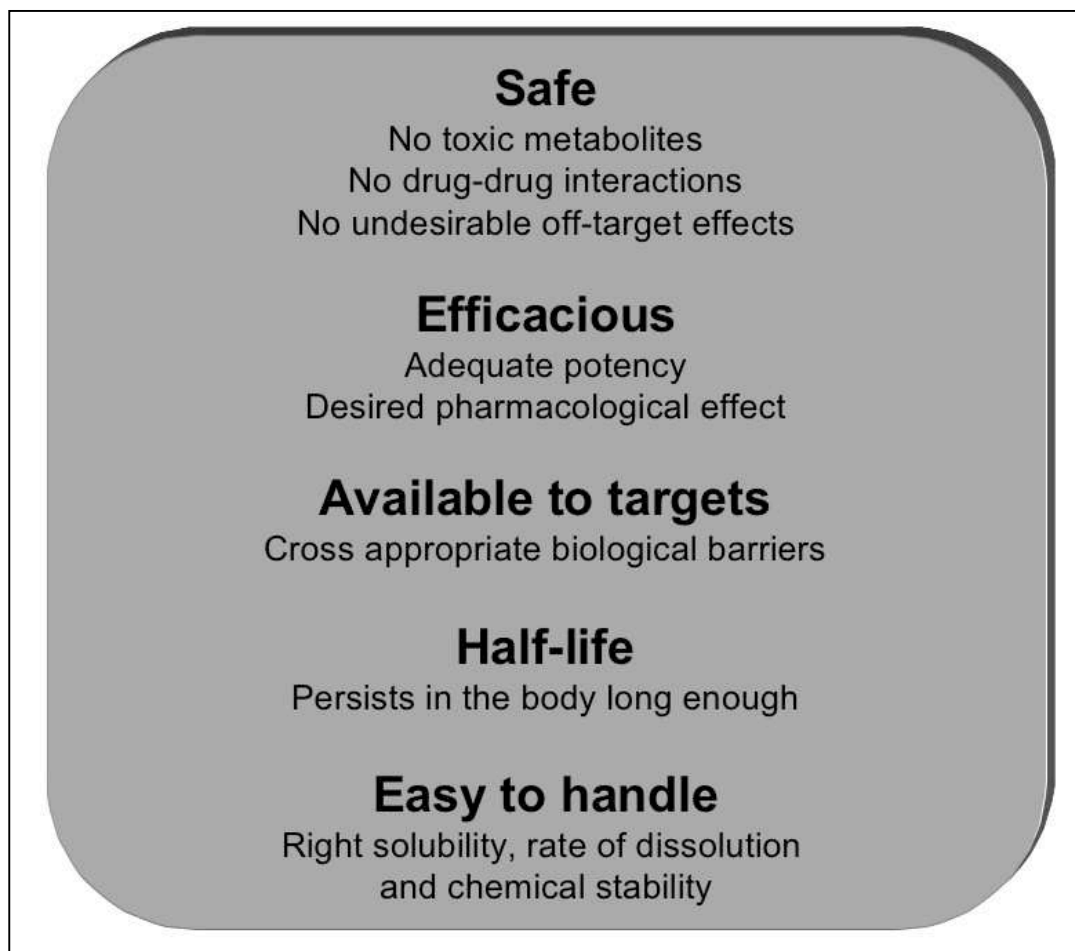 Safe
No toxic metabolites
No drug-drug interactions
No undesirable off-target effects
Efficacious
Adequate potency
Desired pharmacological effect
Available to targets
Cross appropriate biological barriers
Half-life
Persists in the body long enough
Easy to handle
Right solubility, rate of dissolution
and chemical stability